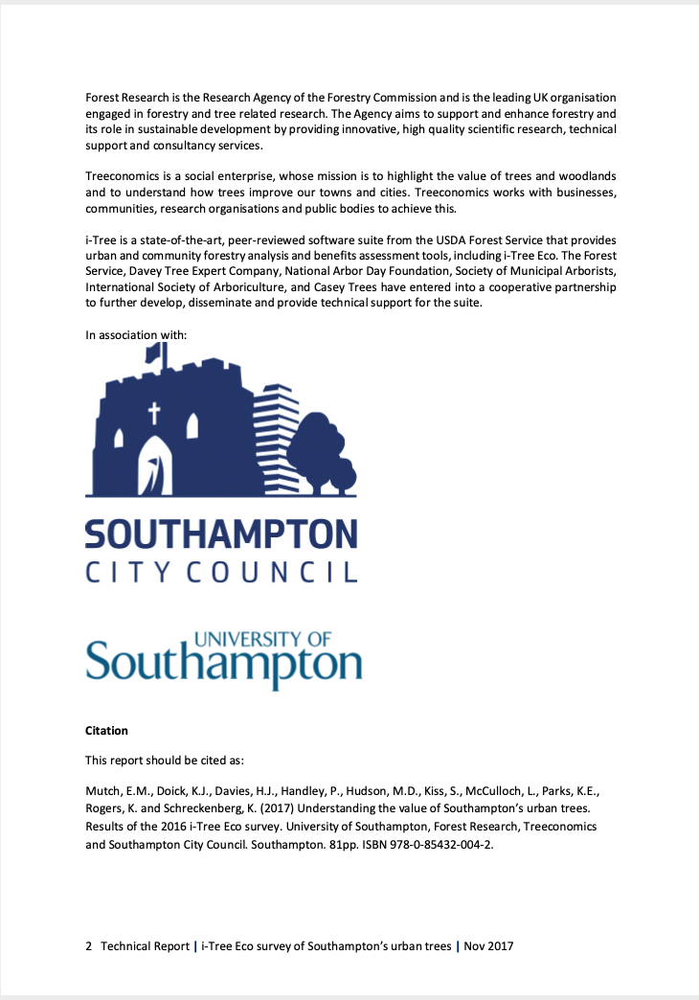 Forest Research is the Research Agency of the Forestry Commission and is the leading UK organisation
engaged in forestry and tree related research. The Agency aims to support and enhance forestry and
its role in sustainable development by providing innovative, high quality scientific research, technical
support and consultancy services.
Treeconomics is a social enterprise, whose mission is to highlight the value of trees and woodlands
and to understand how trees improve our towns and cities. Treeconomics works with businesses,
communities, research organisations and public bodies to achieve this.
i-Tree is a state-of-the-art, peer-reviewed software suite from the USDA Forest Service that provides
urban and community forestry analysis and benefits assessment tools, including i-Tree Eco. The Forest
Service, Davey Tree Expert Company, National Arbor Day Foundation, Society of Municipal Arborists,
International Society of Arboriculture, and Casey Trees have entered into a cooperative partnership
to further develop, disseminate and provide technical support for the suite.
In association with:
SOUTHAMPTON
CITY COUNCIL
UNIVERSITY OF
Southampton
Citation
This report should be cited as:
Mutch, E.M., Doick, K.J., Davies, H.J., Handley, P., Hudson, M.D., Kiss, S., McCulloch, L., Parks, K.E.,
Rogers, K. and Schreckenberg, K. (2017) Understanding the value of Southampton’s urban trees.
Results of the 2016 i-Tree Eco survey. University of Southampton, Forest Research, Treeconomics
and Southampton City Council. Southampton. 81pp. ISBN 978-0-85432-004-2.
2 Technical Report | i-Tree Eco survey of Southampton’s urban trees | Nov 2017